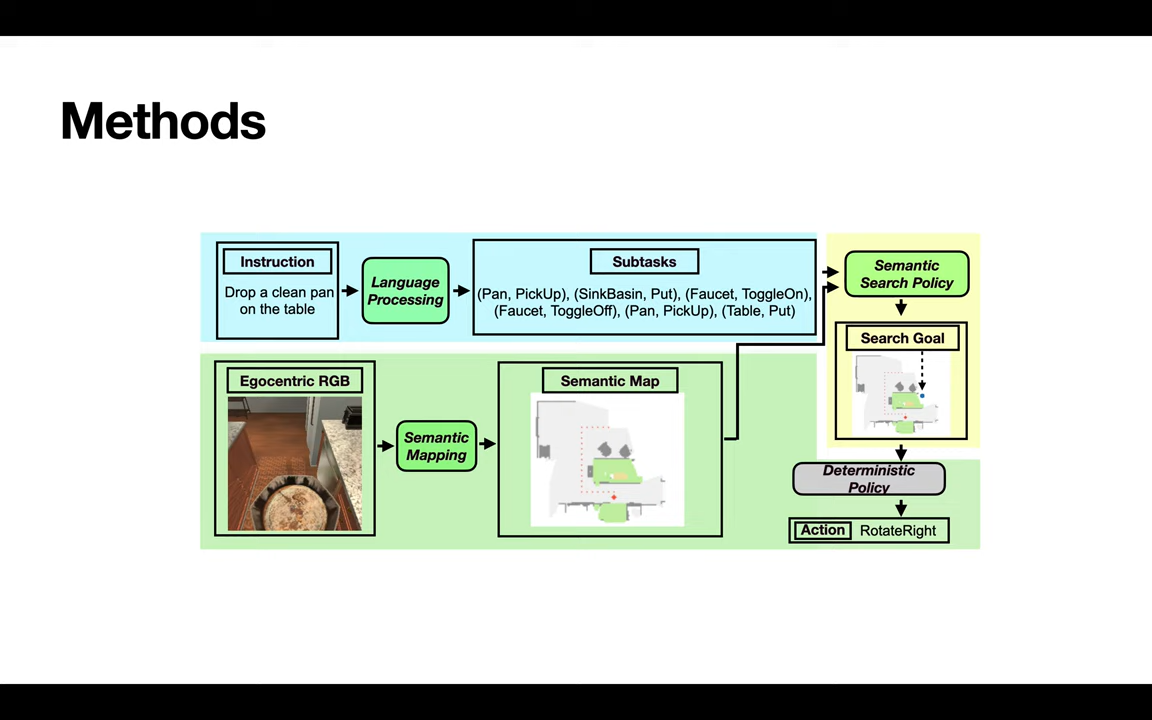 Methods
Instruction
Drop a clean pan
on the table
Language
Processing
Subtasks
(Pan, PickUp), (SinkBasin, Put), (Faucet, ToggleOn),
(Faucet, ToggleOff), (Pan, PickUp), (Table, Put)
Semantic
Search Policy
Search Goal
Egocentric RGB
Semantic
Mapping
Semantic Map
Deterministic
Policy
Action RotateRight